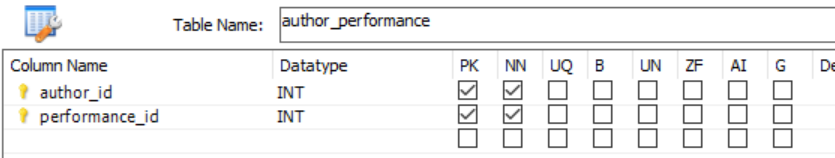 Table Name: author_performance
Column Name Datatype PK NN UQ B UN ZF AI G De
author_id INT
performance_id INT